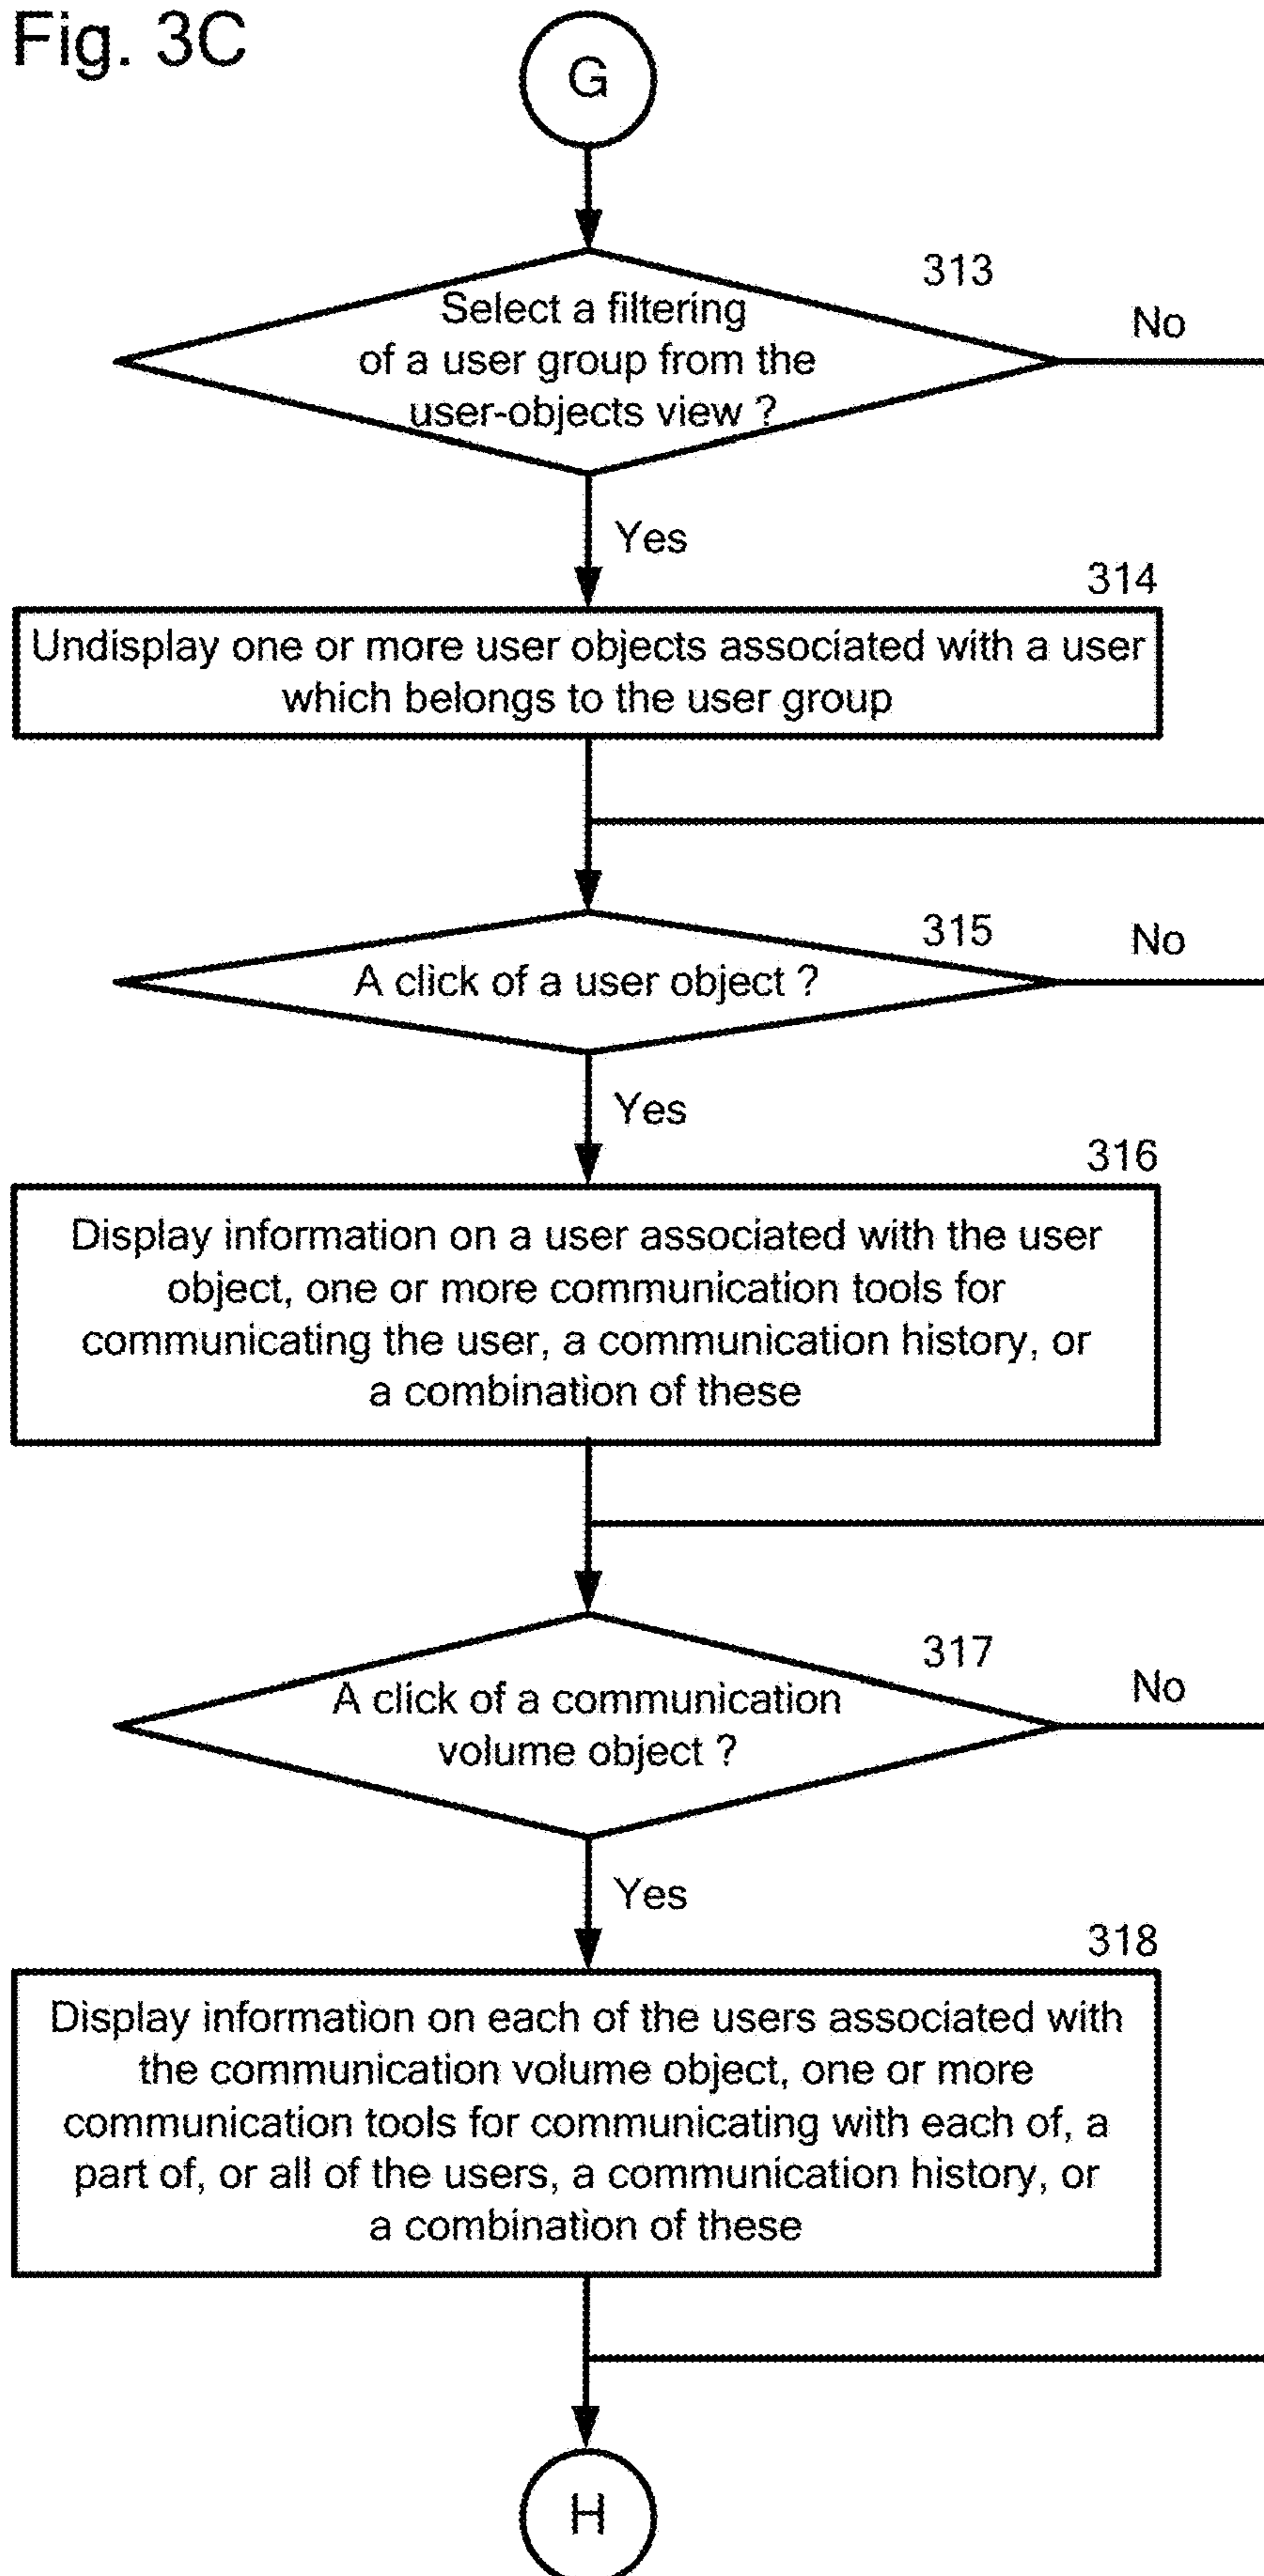 Fig. 3C
G
313
No
Select a filtering
of a user group from the
user-objects view ?
Yes
314
Undisplay one or more user objects associated with a user
which belongs to the user group
315
No
A click of a user object ?
Yes
316
Display information on a user associated with the user
object, one or more communication tools for
communicating the user, a communication history, or
a combination of these
317
No
A click of a communication
volume object ?
Yes
318
Display information on each of the users associated with
the communication volume object, one or more
communication tools for communicating with each of, a
part of, or all of the users, a communication history, or
a combination of these
H